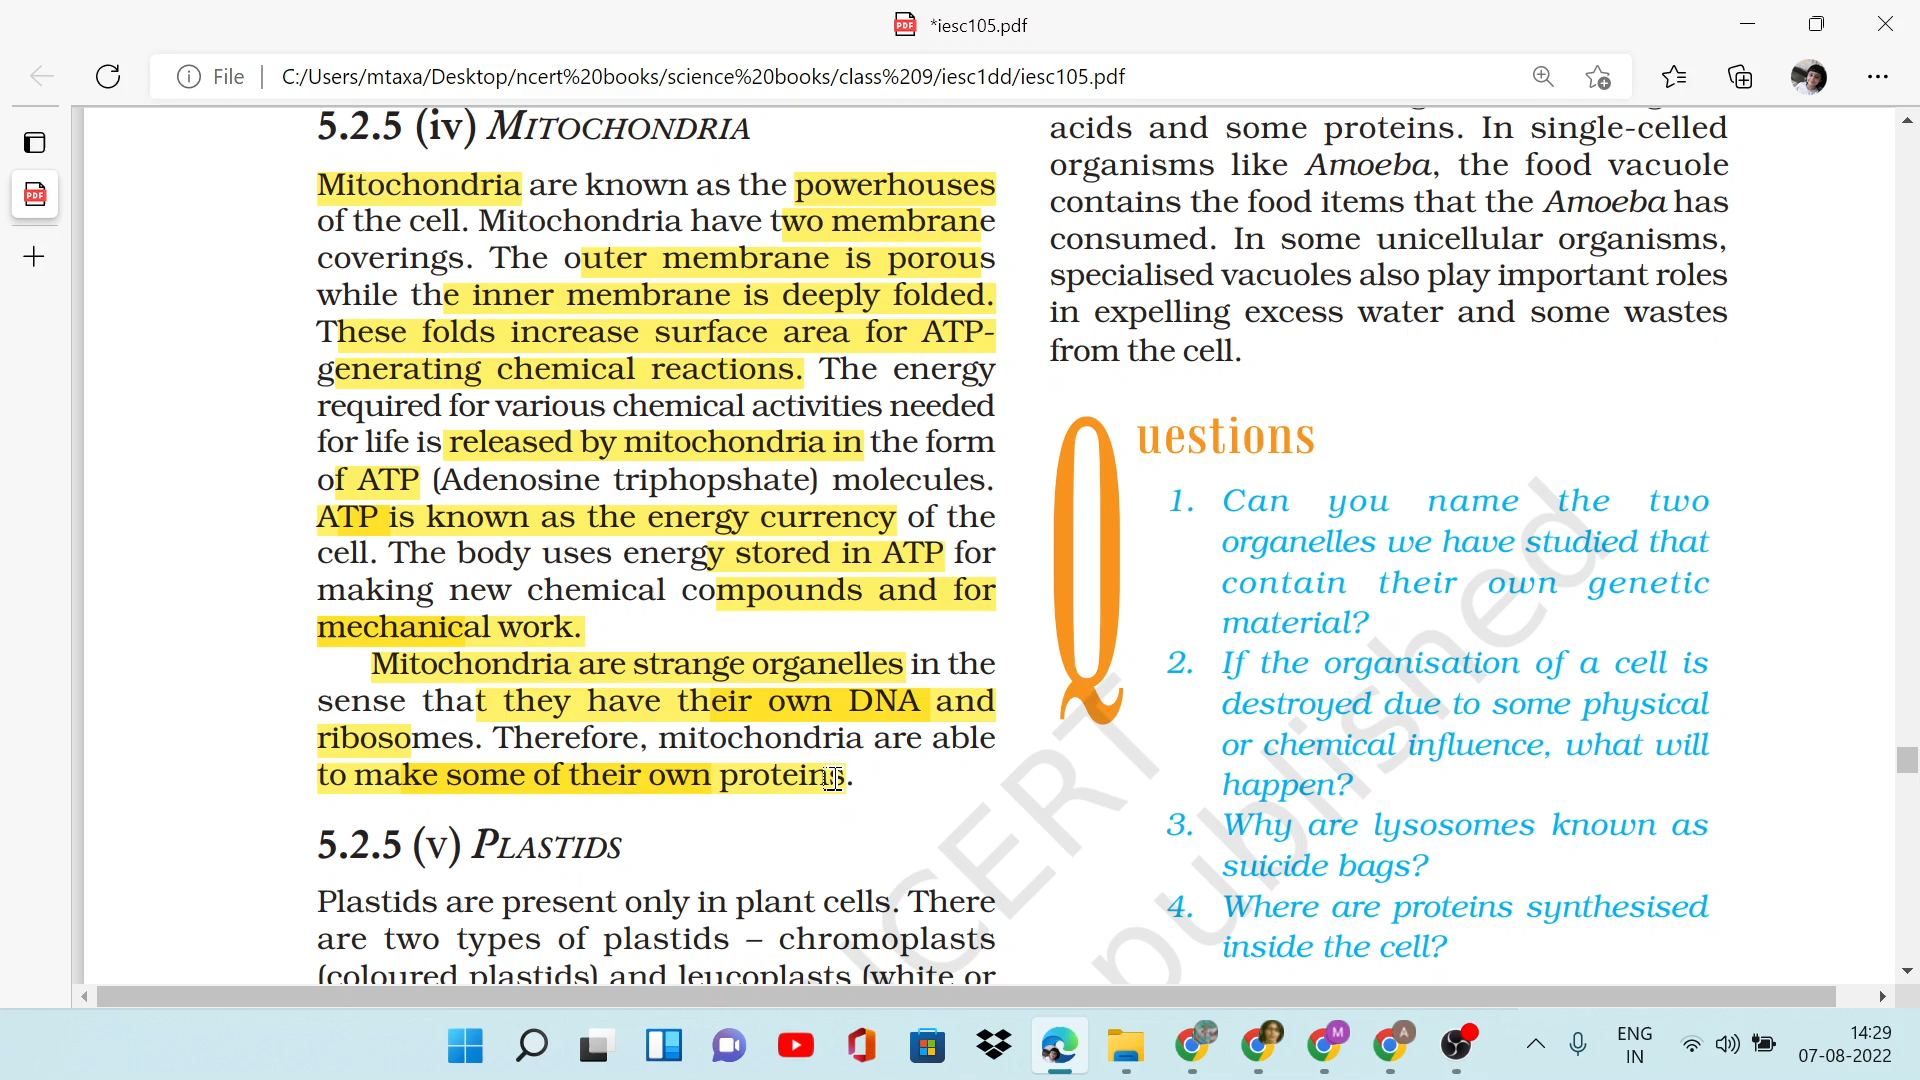 *iesc105.pdf
File
C:/Users/mtaxa/Desktop/ncert%20books/science%20books/class%209/iesc1dd/iesc105.pdf
5.2.5 (iv) MITOCHONDRIA
Mitochondria are known as the powerhouses
of the cell. Mitochondria have two membrane
coverings. The outer membrane is porous
while the inner membrane is deeply folded.
These folds increase surface area for ATP-
generating chemical reactions. The energy
required for various chemical activities needed
for life is released by mitochondria in the form
of ATP (Adenosine triphopshate) molecules.
ATP is known as the energy currency of the
cell. The body uses energy stored in ATP for
making new chemical compounds and for
mechanical work.
Mitochondria are strange organelles in the
sense that they have their own DNA and
ribosomes. Therefore, mitochondria are able
to make some of their own proteins.
5.2.5 (v) PLASTIDS
Plastids are present only in plant cells. There
are two types of plastids – chromoplasts
(coloured plastids) and leucoplasts (white or
acids and some proteins. In single-celled
organisms like Amoeba, the food vacuole
contains the food items that the Amoeba has
consumed. In some unicellular organisms,
specialised vacuoles also play important roles
in expelling excess water and some wastes
from the cell.
Questions
1. Can you name the two
organelles we have studied that
contain their own genetic
material?
2. If the organisation of a cell is
destroyed due to some physical
or chemical influence, what will
happen?
3. Why are lysosomes known as
suicide bags?
4. Where are proteins synthesised
inside the cell?
CERT
published
ENG
IN
14:29
07-08-2022